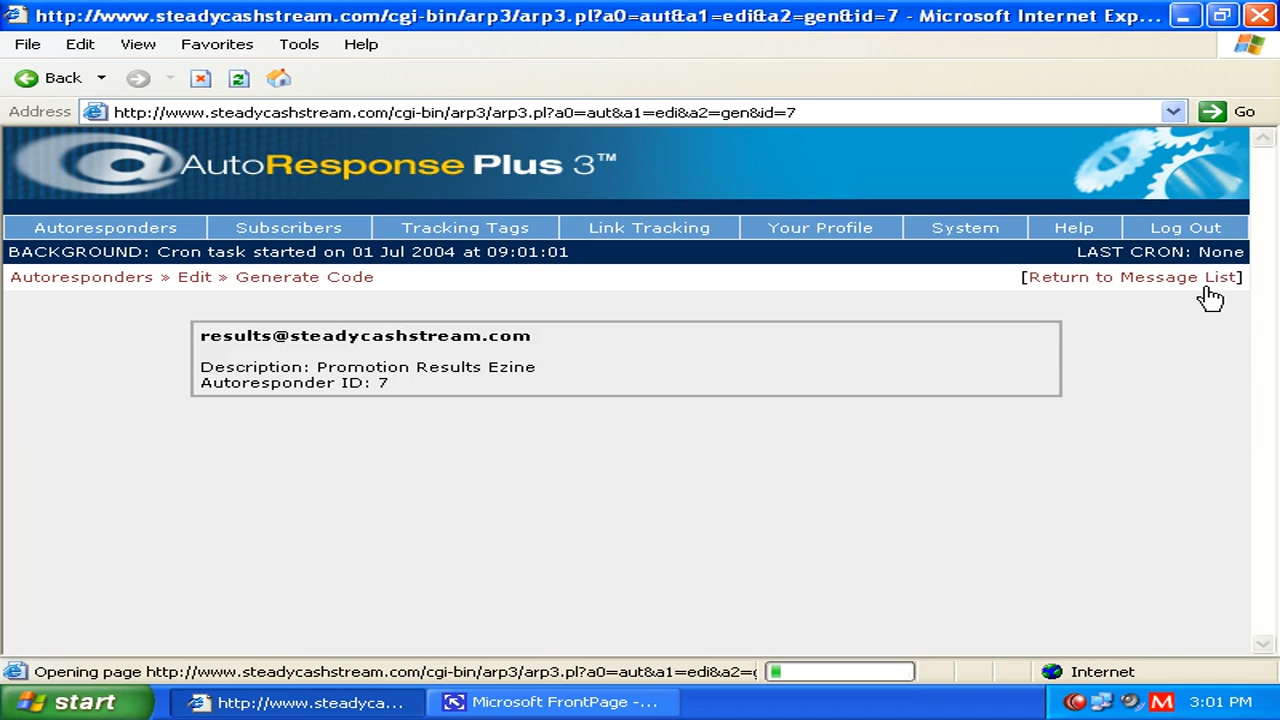 http://www.steadycashstream.com/cgi-bin/arp3/arp3.pl?a0=aut&a1=edi&a2=gen&id=7 - Microsoft Internet Exp...
File Edit View Favorites Tools Help
Back
Address http://www.steadycashstream.com/cgi-bin/arp3/arp3.pl?a0=aut&a1=edi&a2=gen&id=7 Go
@AutoResponse Plus 3™
Autoresponders Subscribers Tracking Tags Link Tracking Your Profile System Help Log Out
BACKGROUND: Cron task started on 01 Jul 2004 at 09:01:01 LAST CRON: None
Autoresponders » Edit » Generate Code [Return to Message List]
results@steadycashstream.com
Description: Promotion Results Ezine
Autoresponder ID: 7
Opening page http://www.steadycashstream.com/cgi-bin/arp3/arp3.pl?a0=aut&a1=edi&a2=g Internet
start http://www.steadyca... Microsoft FrontPage -... M 3:01 PM